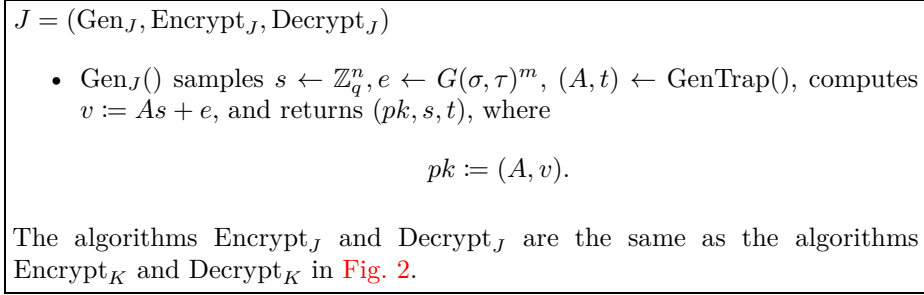 J = (Gen_J, Encrypt_J, Decrypt_J)
• Gen_J() samples s ← ℤ_q^n, e ← G(σ, τ)^m, (A, t) ← GenTrap(), computes
v ≔ As + e, and returns (pk, s, t), where
pk ≔ (A, v).
The algorithms Encrypt_J and Decrypt_J are the same as the algorithms
Encrypt_K and Decrypt_K in Fig. 2.